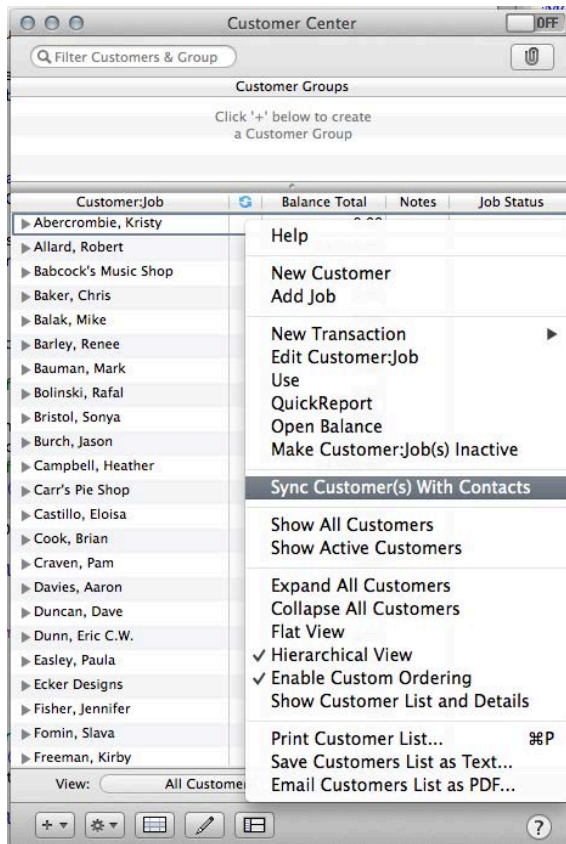 Customer Center
OFF
Filter Customers & Group
Customer Groups
Click '+' below to create
a Customer Group
Customer:Job Balance Total Notes Job Status
Abercrombie, Kristy
Allard, Robert
Babcock's Music Shop
Baker, Chris
Balak, Mike
Barley, Renee
Bauman, Mark
Bolinski, Rafal
Bristol, Sonya
Burch, Jason
Campbell, Heather
Carr's Pie Shop
Castillo, Eloisa
Cook, Brian
Craven, Pam
Davies, Aaron
Duncan, Dave
Dunn, Eric C.W.
Easley, Paula
Ecker Designs
Fisher, Jennifer
Fomin, Slava
Freeman, Kirby
Help
New Customer
Add Job
New Transaction
Edit Customer:Job
Use
QuickReport
Open Balance
Make Customer:Job(s) Inactive
Sync Customer(s) With Contacts
Show All Customers
Show Active Customers
Expand All Customers
Collapse All Customers
Flat View
✓ Hierarchical View
✓ Enable Custom Ordering
Show Customer List and Details
Print Customer List... ⌘P
Save Customers List as Text...
Email Customers List as PDF...
View: All Custome
?